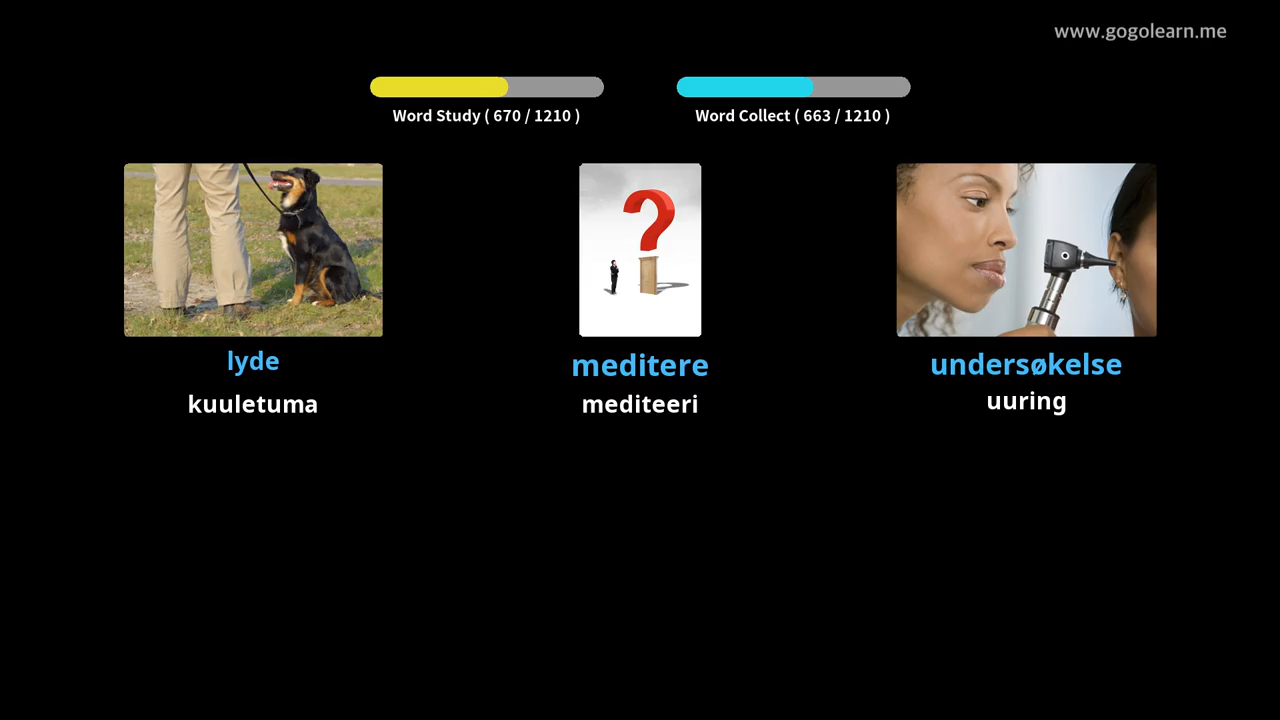 www.gogolearn.me
Word Study ( 670 / 1210 )
Word Collect ( 663 / 1210 )
lyde
kuuletuma
meditere
mediteeri
undersøkelse
uuring